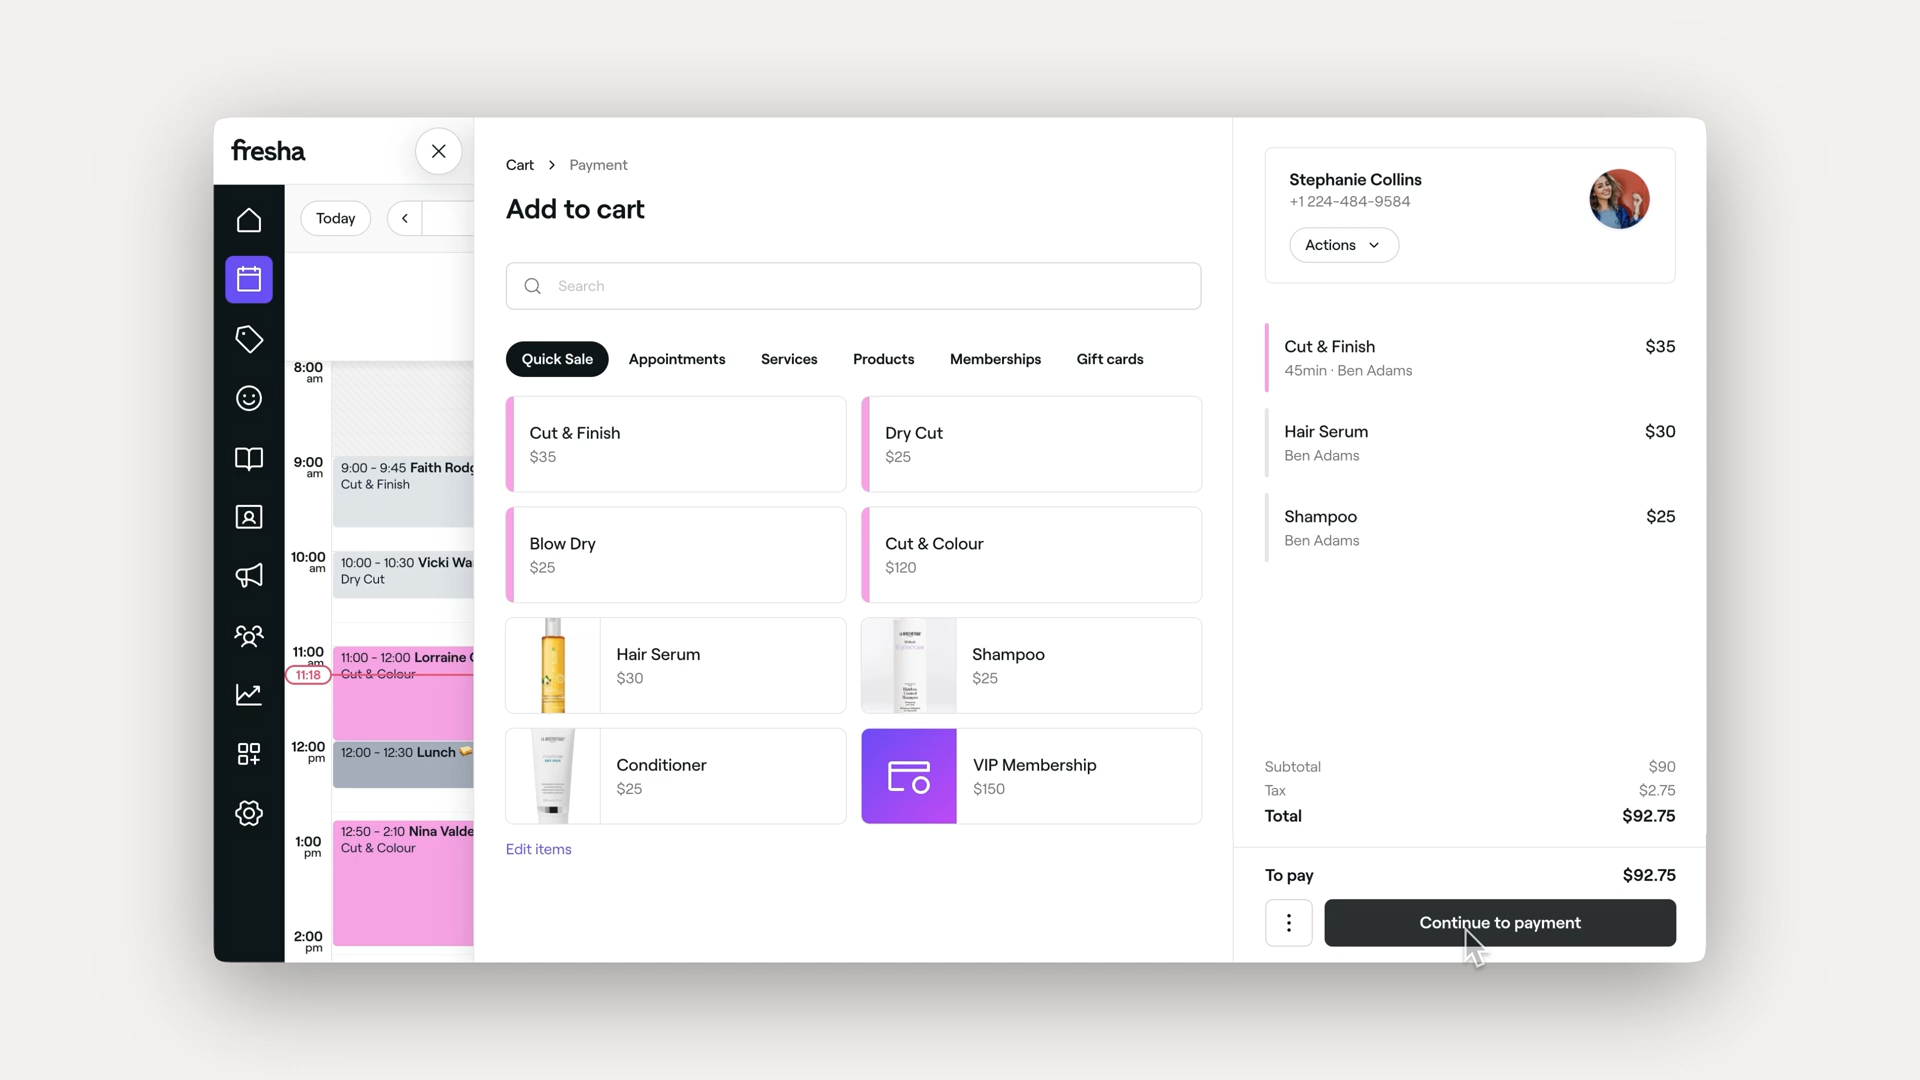 fresha
Today
8:00
am
9:00
am
9:00 - 9:45 Faith Rodg
Cut & Finish
10:00
am
10:00 - 10:30 Vicki Wa
Dry Cut
11:00
am
11:18
11:00 - 12:00 Lorraine
Cut & Colour
12:00
pm
12:00 - 12:30 Lunch
1:00
pm
12:50 - 2:10 Nina Valde
Cut & Colour
2:00
pm
Cart > Payment
Add to cart
Search
Quick Sale Appointments Services Products Memberships Gift cards
Cut & Finish
$35
Dry Cut
$25
Blow Dry
$25
Cut & Colour
$120
Hair Serum
$30
Shampoo
$25
Conditioner
$25
VIP Membership
$150
Edit items
Stephanie Collins
+1 224-484-9584
Actions
Cut & Finish $35
45min · Ben Adams
Hair Serum $30
Ben Adams
Shampoo $25
Ben Adams
Subtotal $90
Tax $2.75
Total $92.75
To pay $92.75
Continue to payment